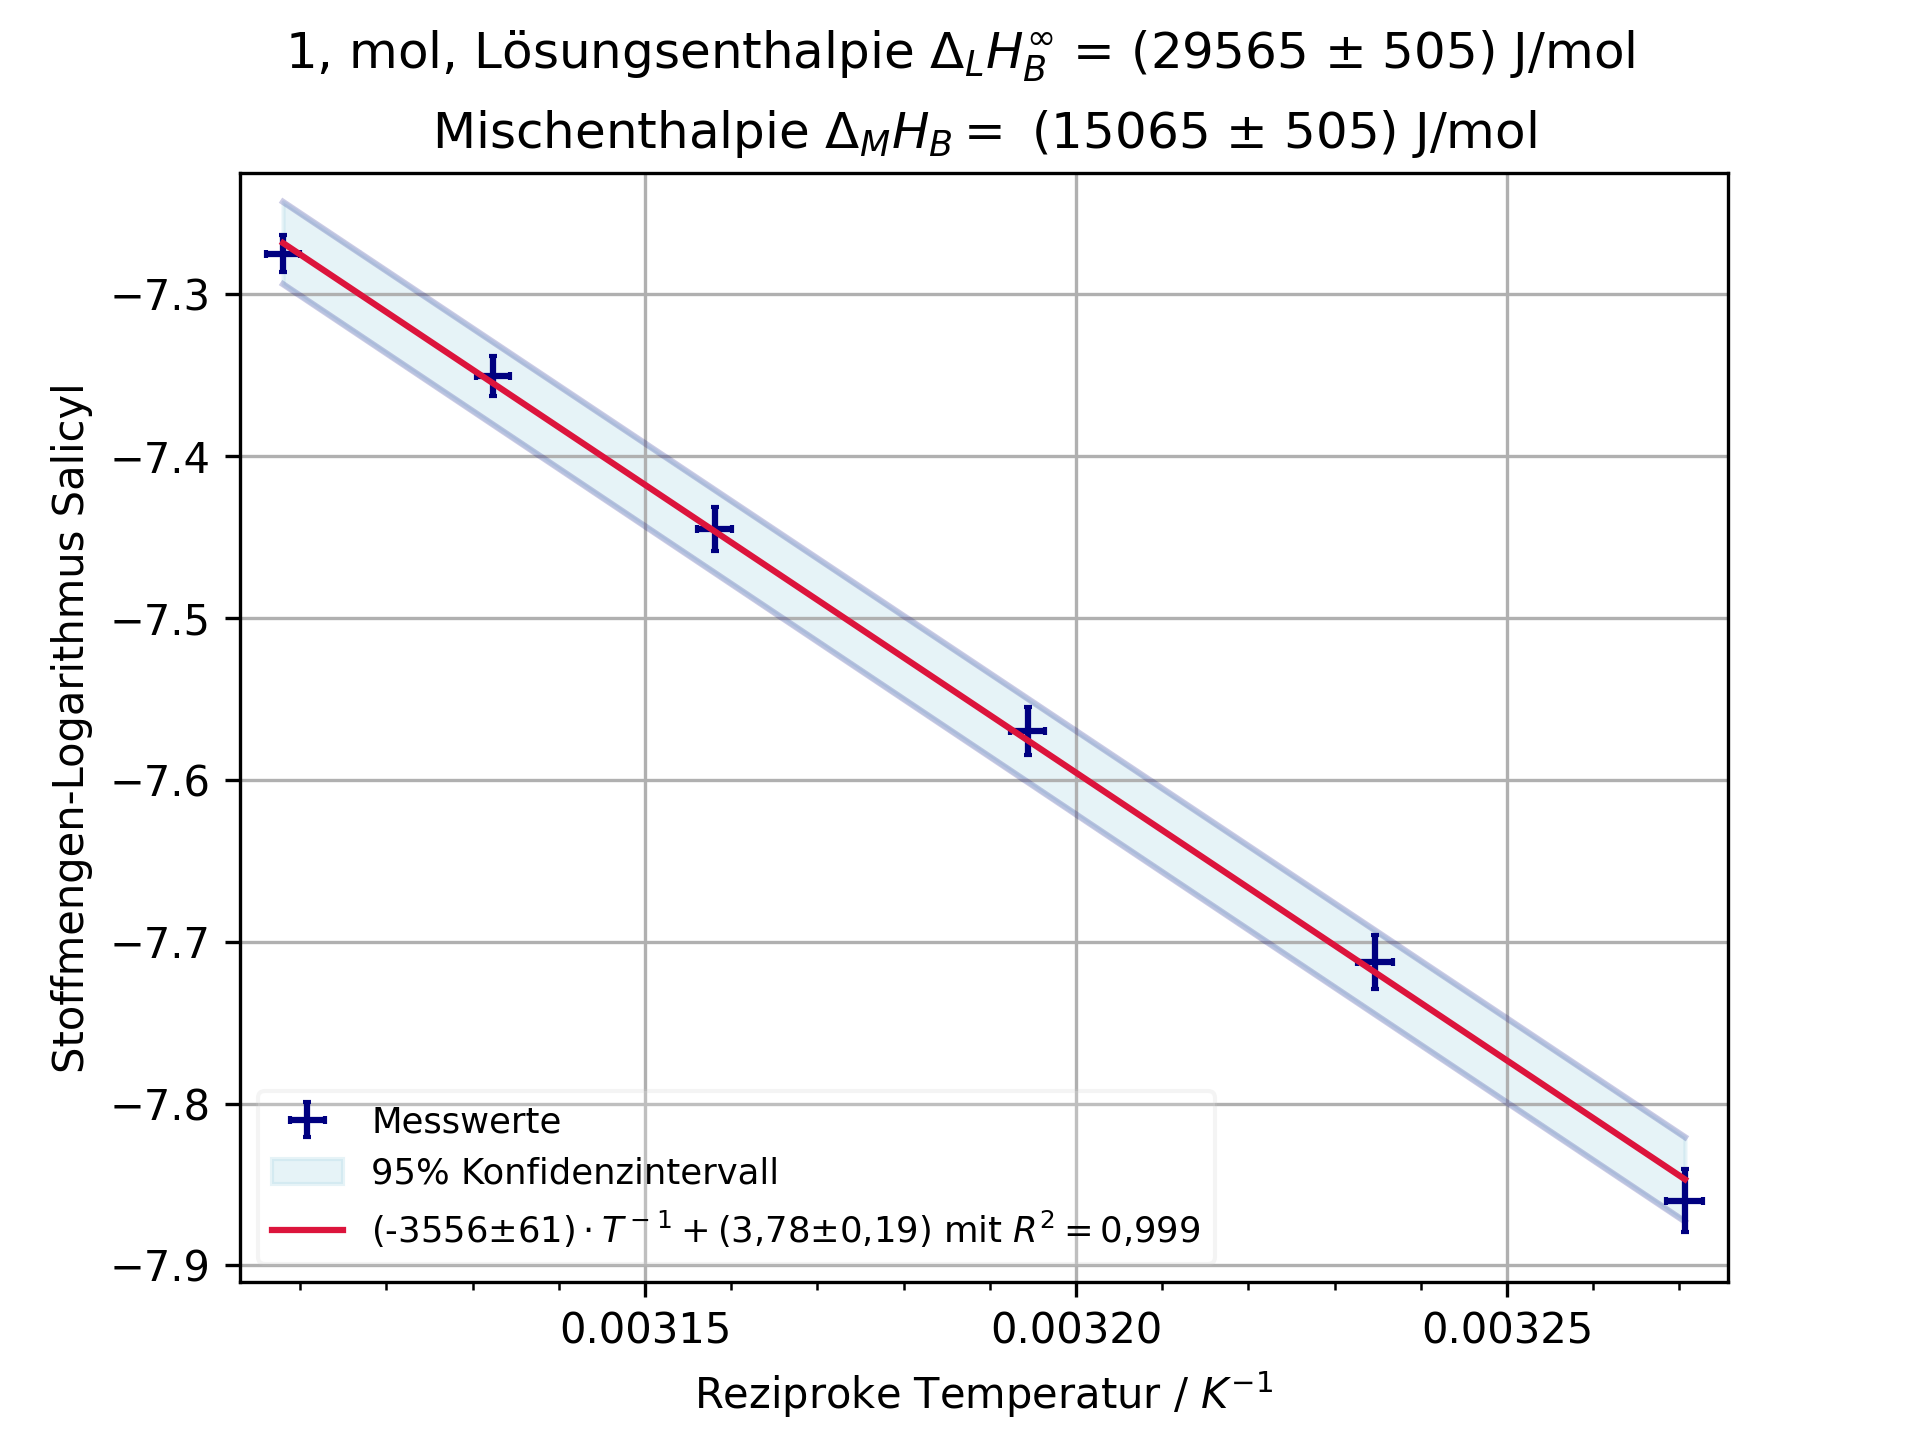 1, mol, Lösungsenthalpie Δ_L H_B^∞ = (29565 ± 505) J/mol
Mischenthalpie Δ_M H_B = (15065 ± 505) J/mol
Stoffmengen-Logarithmus Salicyl
−7.3
−7.4
−7.5
−7.6
−7.7
−7.8
−7.9
Messwerte
95% Konfidenzintervall
(-3556±61) · T⁻¹ + (3,78±0,19) mit R² = 0,999
0.00315 0.00320 0.00325
Reziproke Temperatur / K⁻¹